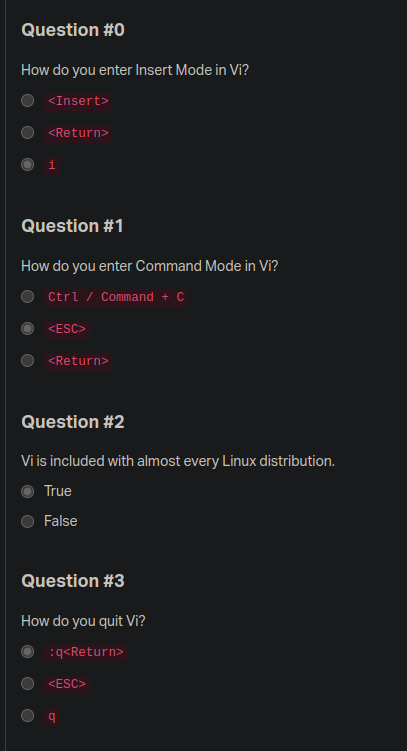 Question #0
How do you enter Insert Mode in Vi?
<Insert>
<Return>
i
Question #1
How do you enter Command Mode in Vi?
Ctrl / Command + C
<ESC>
<Return>
Question #2
Vi is included with almost every Linux distribution.
True
False
Question #3
How do you quit Vi?
:q<Return>
<ESC>
q